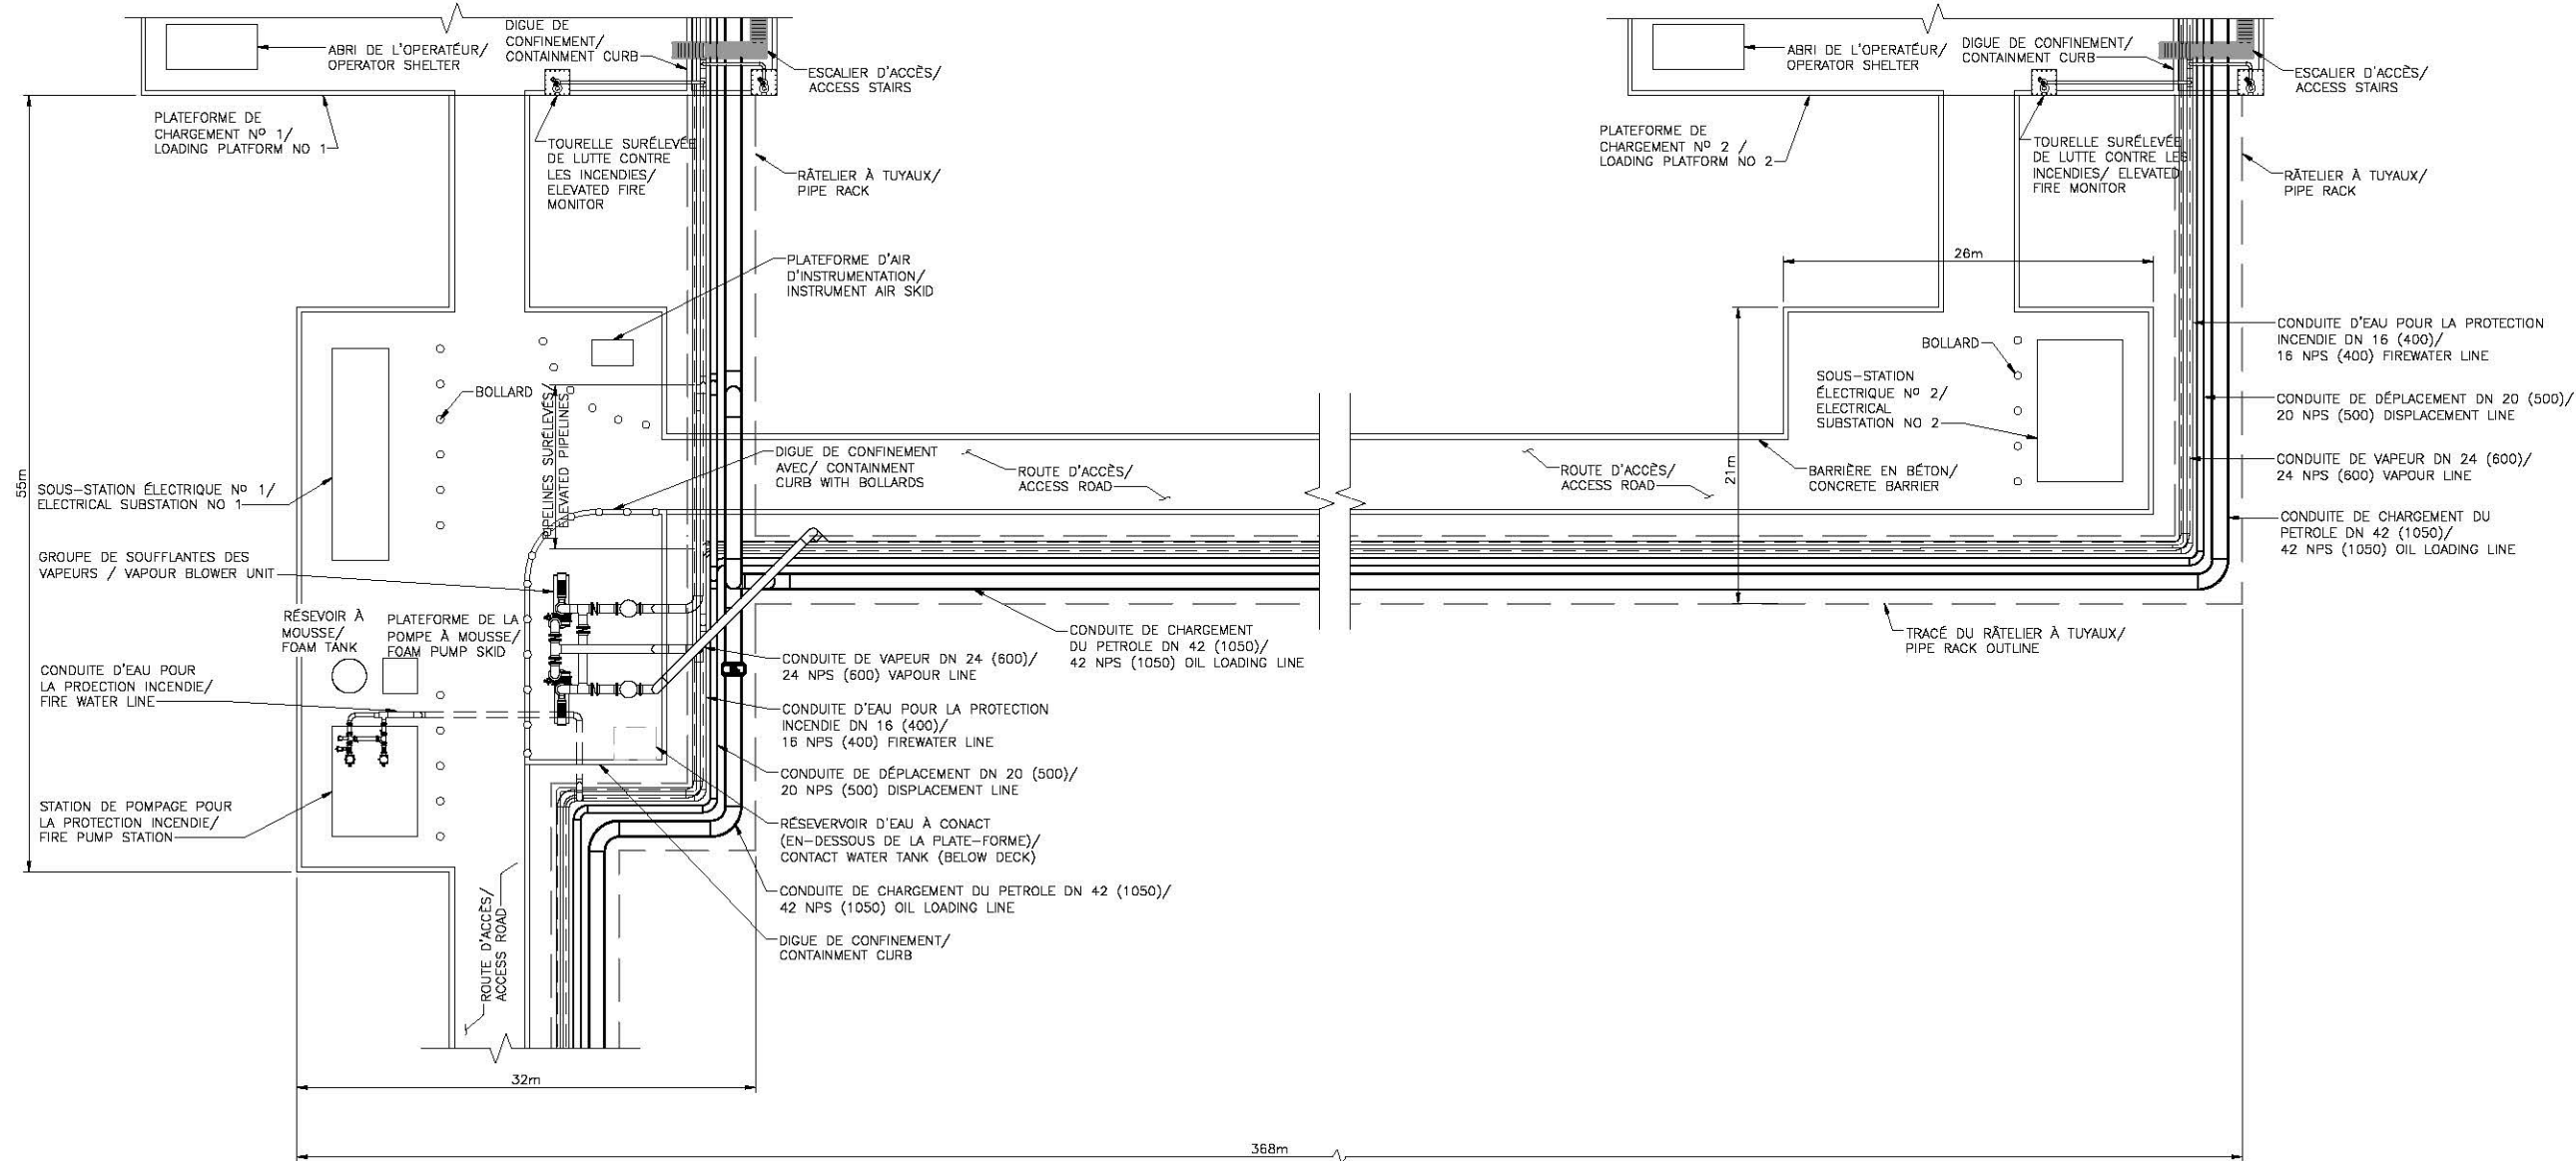 ABRI DE L'OPERATÉUR/
OPERATOR SHELTER
DIGUE DE
CONFINEMENT/
CONTAINMENT CURB
ESCALIER D'ACCÈS/
ACCESS STAIRS
PLATEFORME DE
CHARGEMENT Nº 1/
LOADING PLATFORM NO 1
TOURELLE SURÉLEVÉE
DE LUTTE CONTRE
LES INCENDIES/
ELEVATED FIRE
MONITOR
RÂTELIER À TUYAUX/
PIPE RACK
PLATEFORME D'AIR
D'INSTRUMENTATION/
INSTRUMENT AIR SKID
BOLLARD
PIPELINES SURÉLEVÉS/
ELEVATED PIPELINES
55m
SOUS-STATION ÉLECTRIQUE Nº 1/
ELECTRICAL SUBSTATION NO 1
DIGUE DE CONFINEMENT
AVEC/ CONTAINMENT
CURB WITH BOLLARDS
ROUTE D'ACCÈS/
ACCESS ROAD
GROUPE DE SOUFFLANTES DES
VAPEURS / VAPOUR BLOWER UNIT
RÉSEVOIR À
MOUSSE/
FOAM TANK
PLATEFORME DE LA
POMPE À MOUSSE/
FOAM PUMP SKID
CONDUITE D'EAU POUR
LA PROECTION INCENDIE/
FIRE WATER LINE
STATION DE POMPAGE POUR
LA PROTECTION INCENDIE/
FIRE PUMP STATION
CONDUITE DE CHARGEMENT
DU PETROLE DN 42 (1050)/
42 NPS (1050) OIL LOADING LINE
CONDUITE DE VAPEUR DN 24 (600)/
24 NPS (600) VAPOUR LINE
CONDUITE D'EAU POUR LA PROTECTION
INCENDIE DN 16 (400)/
16 NPS (400) FIREWATER LINE
CONDUITE DE DÉPLACEMENT DN 20 (500)/
20 NPS (500) DISPLACEMENT LINE
RÉSEVERVOIR D'EAU À CONACT
(EN-DESSOUS DE LA PLATE-FORME)/
CONTACT WATER TANK (BELOW DECK)
CONDUITE DE CHARGEMENT DU PETROLE DN 42 (1050)/
42 NPS (1050) OIL LOADING LINE
DIGUE DE CONFINEMENT/
CONTAINMENT CURB
ROUTE D'ACCÈS/
ACCESS ROAD
32m
368m
ABRI DE L'OPERATÉUR/
OPERATOR SHELTER
DIGUE DE CONFINEMENT/
CONTAINMENT CURB
ESCALIER D'ACCÈS/
ACCESS STAIRS
PLATEFORME DE
CHARGEMENT Nº 2 /
LOADING PLATFORM NO 2
TOURELLE SURÉLEVÉE
DE LUTTE CONTRE LES
INCENDIES/ ELEVATED
FIRE MONITOR
RÂTELIER À TUYAUX/
PIPE RACK
26m
BOLLARD
SOUS-STATION
ÉLECTRIQUE Nº 2/
ELECTRICAL
SUBSTATION NO 2
21m
ROUTE D'ACCÈS/
ACCESS ROAD
BARRIÈRE EN BÉTON/
CONCRETE BARRIER
CONDUITE D'EAU POUR LA PROTECTION
INCENDIE DN 16 (400)/
16 NPS (400) FIREWATER LINE
CONDUITE DE DÉPLACEMENT DN 20 (500)/
20 NPS (500) DISPLACEMENT LINE
CONDUITE DE VAPEUR DN 24 (600)/
24 NPS (600) VAPOUR LINE
CONDUITE DE CHARGEMENT DU
PETROLE DN 42 (1050)/
42 NPS (1050) OIL LOADING LINE
TRACÉ DU RÂTELIER À TUYAUX/
PIPE RACK OUTLINE